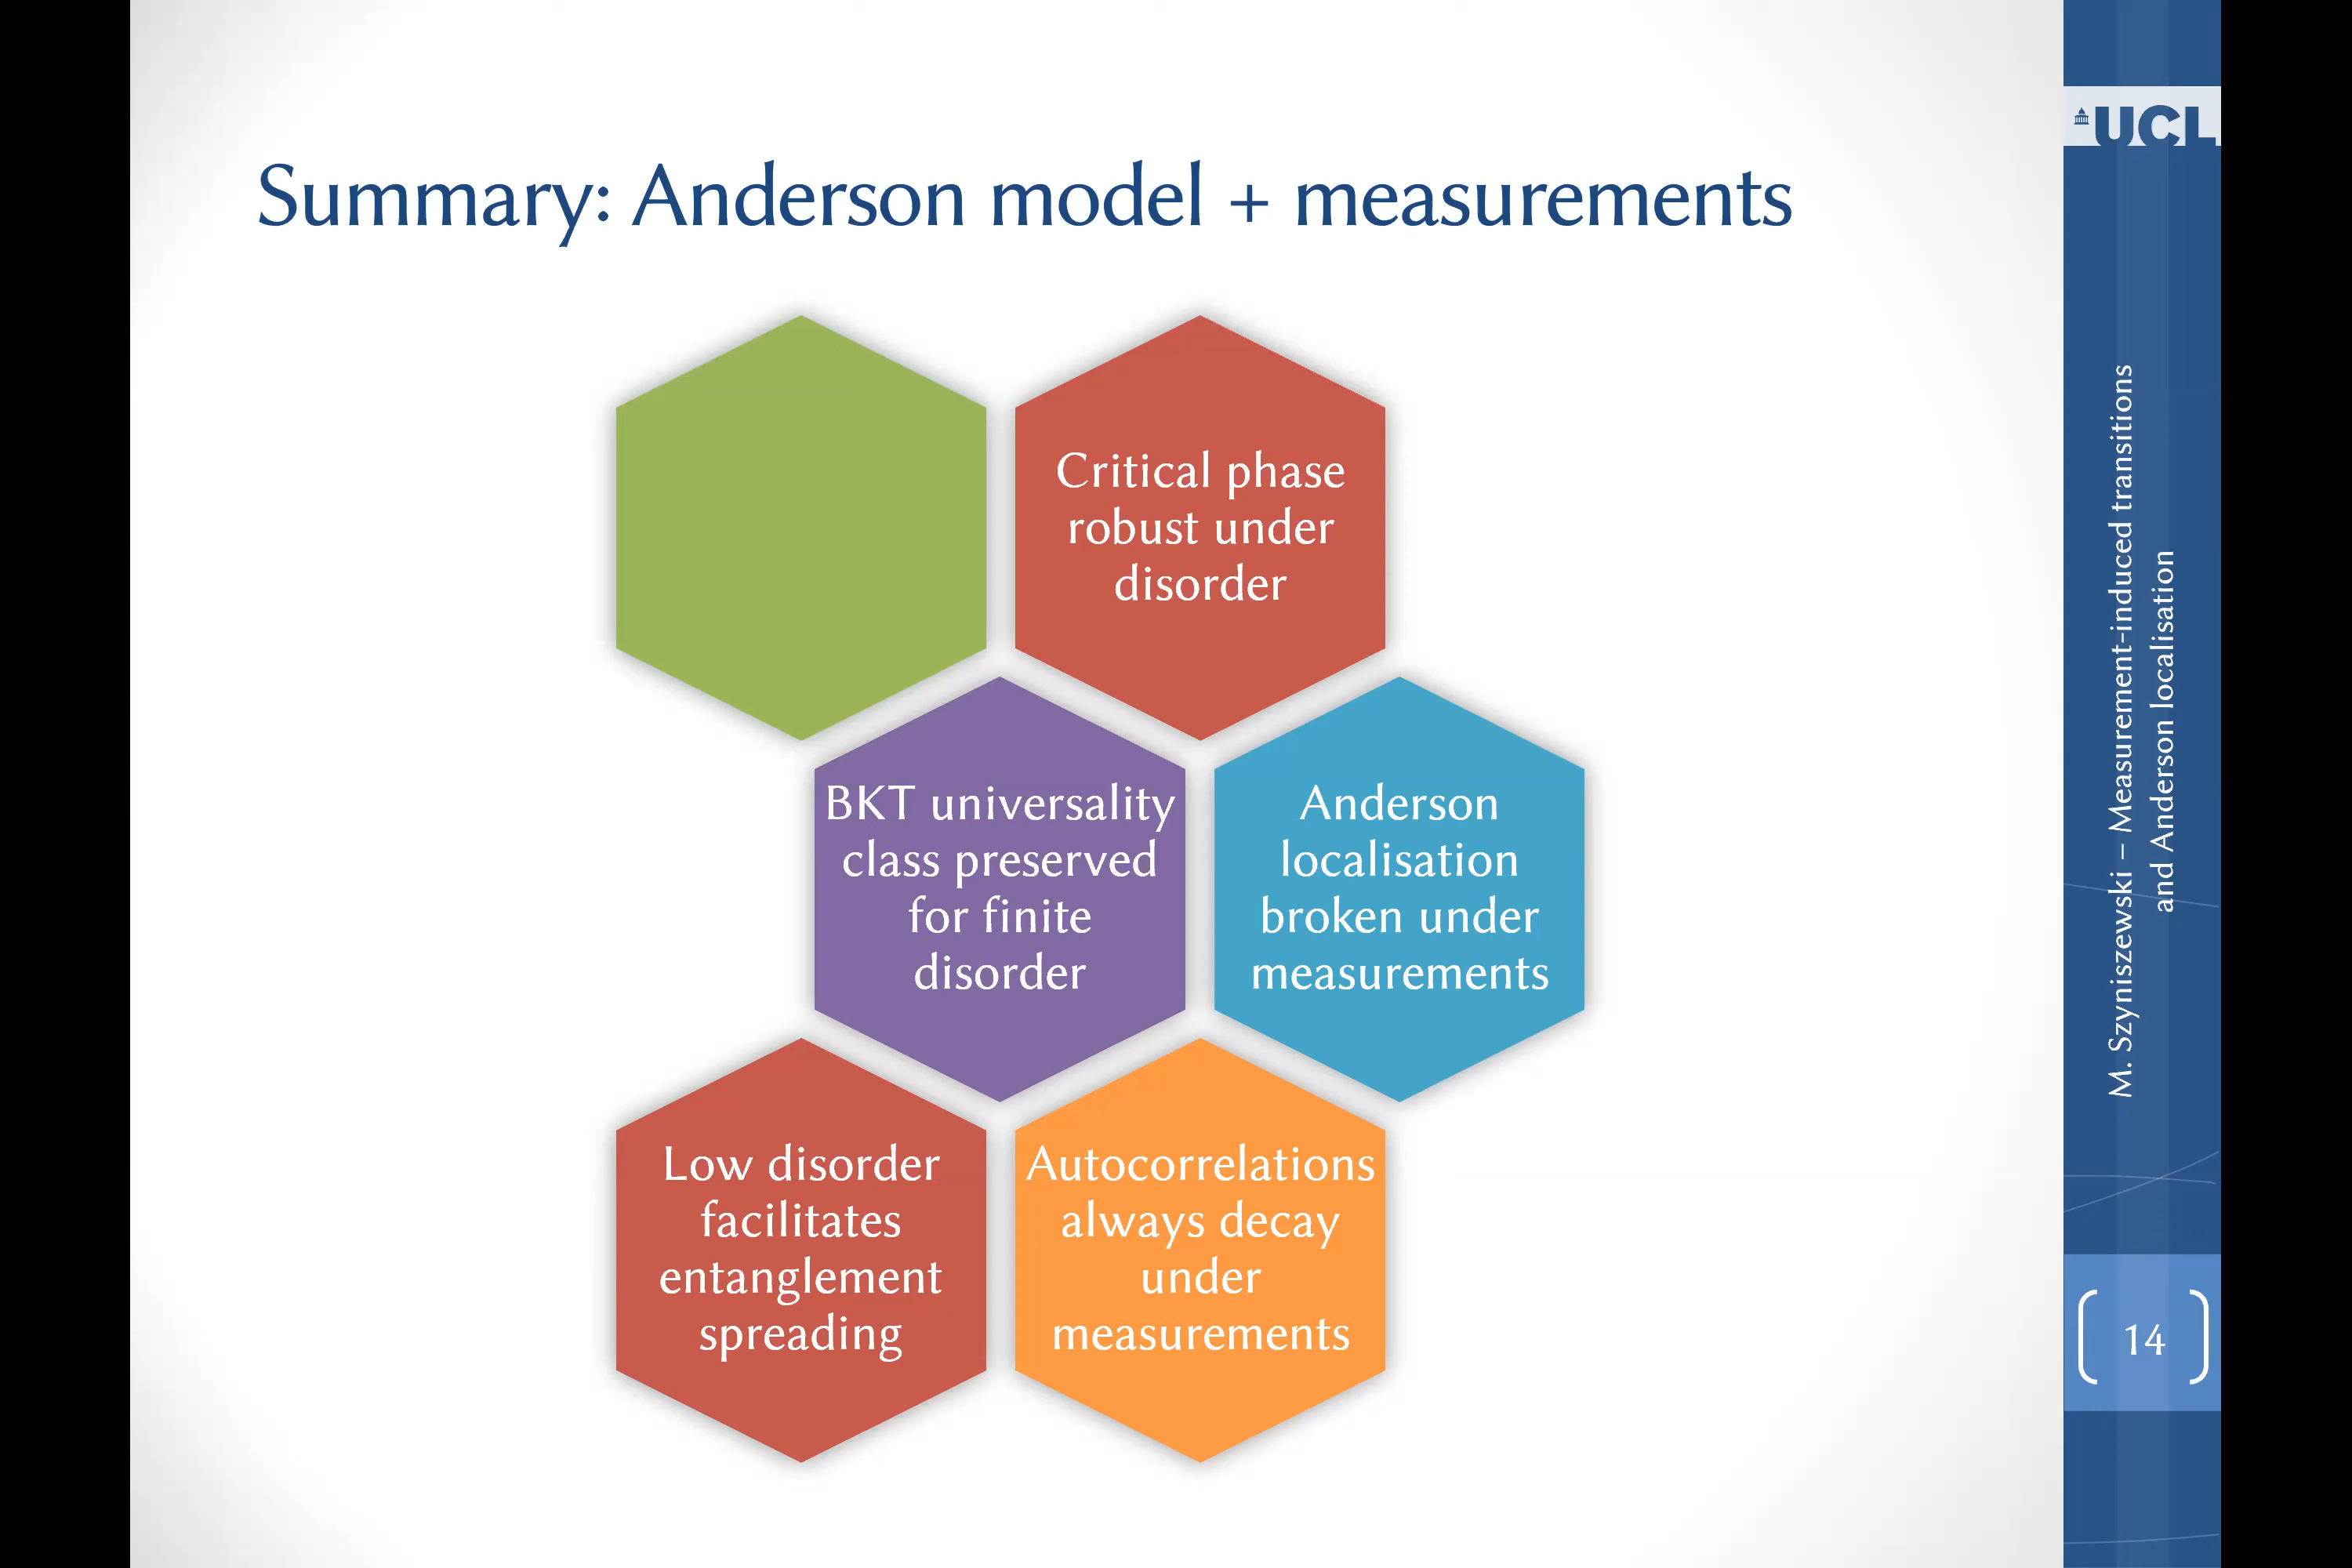 Summary: Anderson model + measurements
Critical phase
robust under
disorder
BKT universality
class preserved
for finite
disorder
Anderson
localisation
broken under
measurements
Low disorder
facilitates
entanglement
spreading
Autocorrelations
always decay
under
measurements
UCL
M. Szyniszewski – Measurement-induced transitions
and Anderson localisation
14